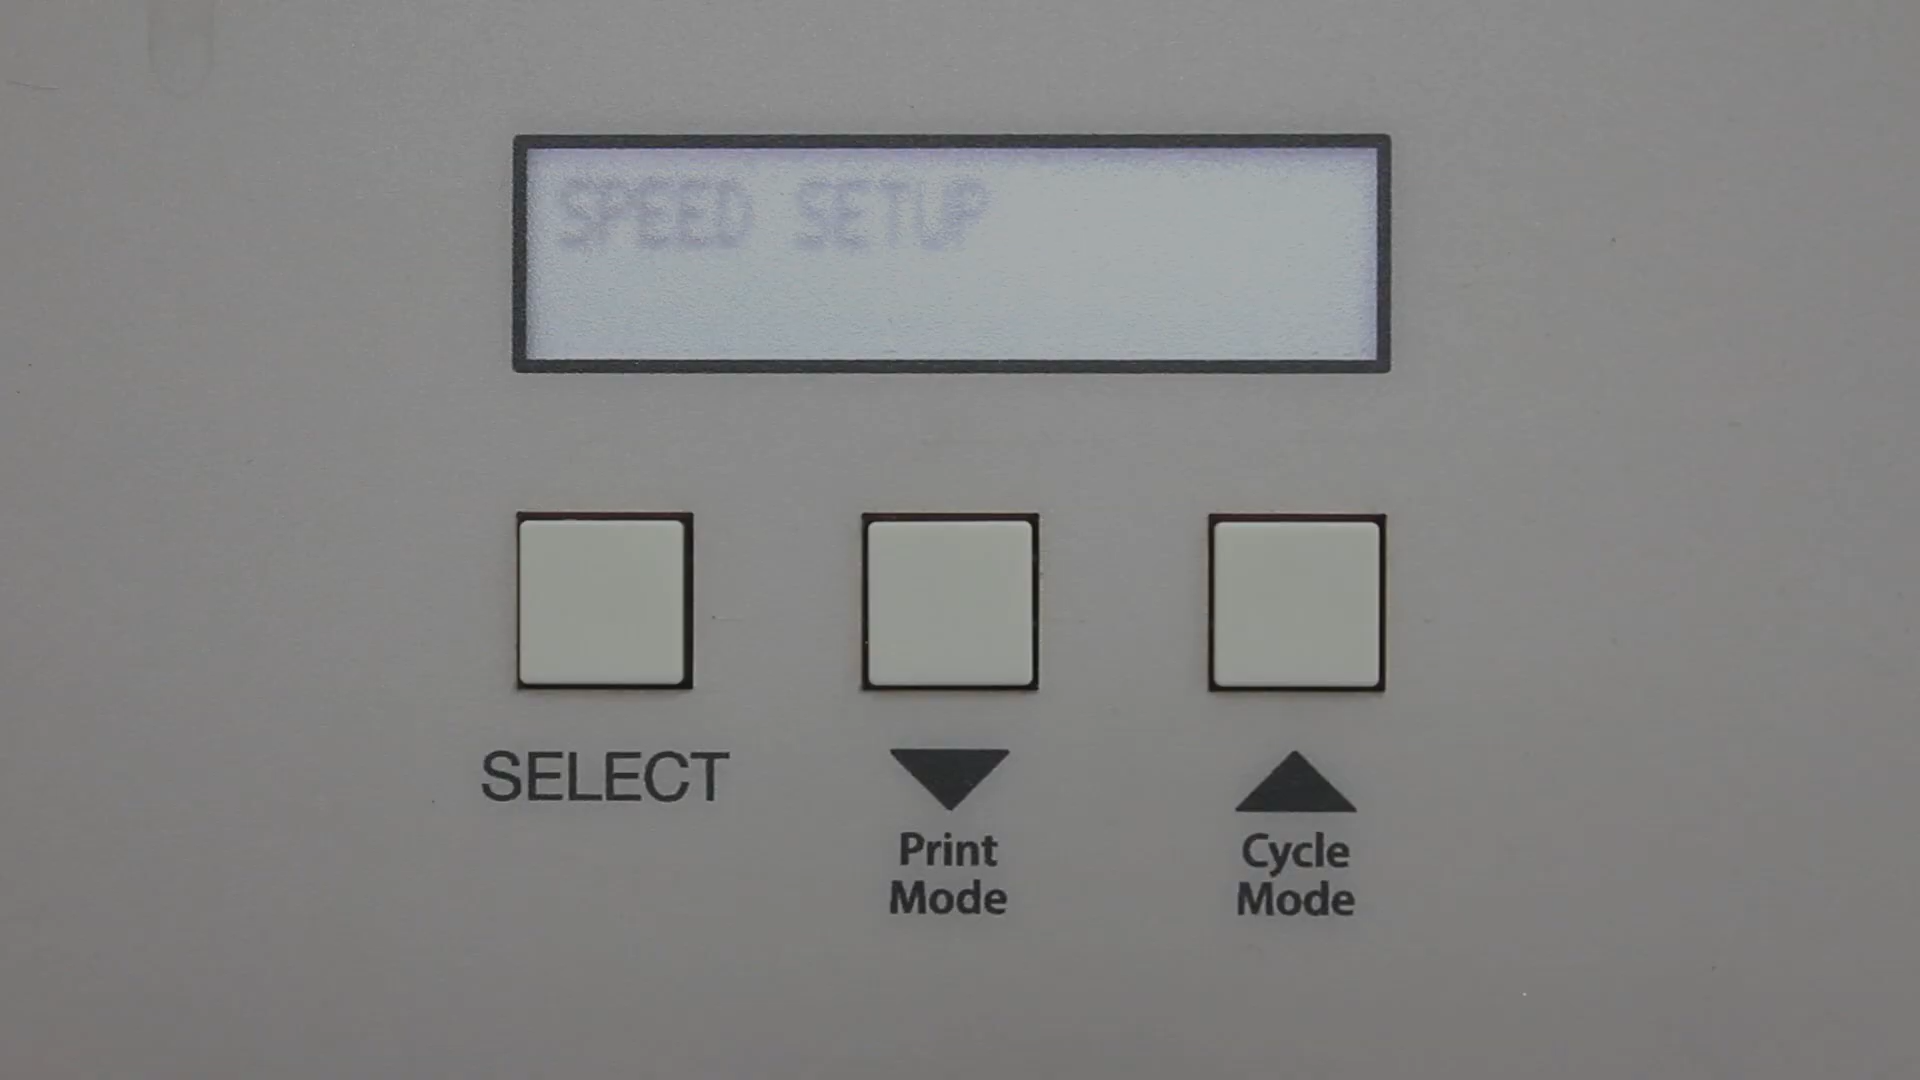 SPEED SETUP
SELECT
Print
Mode
Cycle
Mode